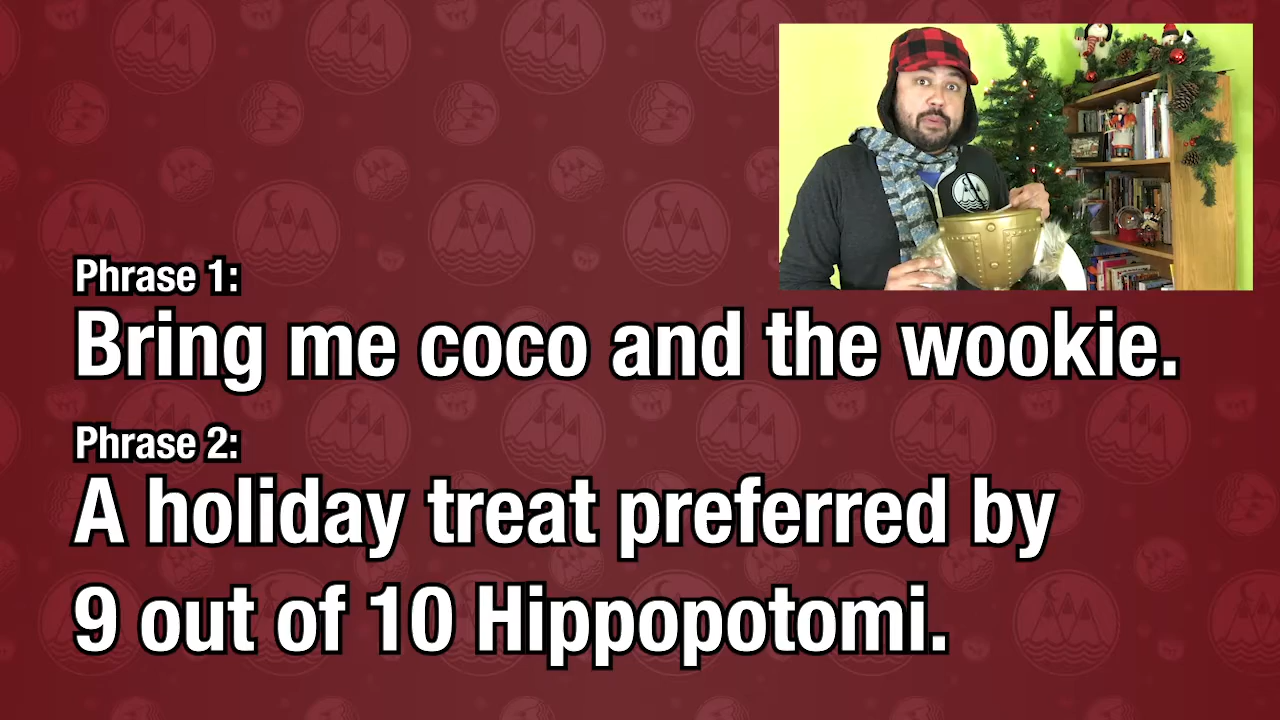 Phrase 1:
Bring me coco and the wookie.
Phrase 2:
A holiday treat preferred by
9 out of 10 Hippopotomi.